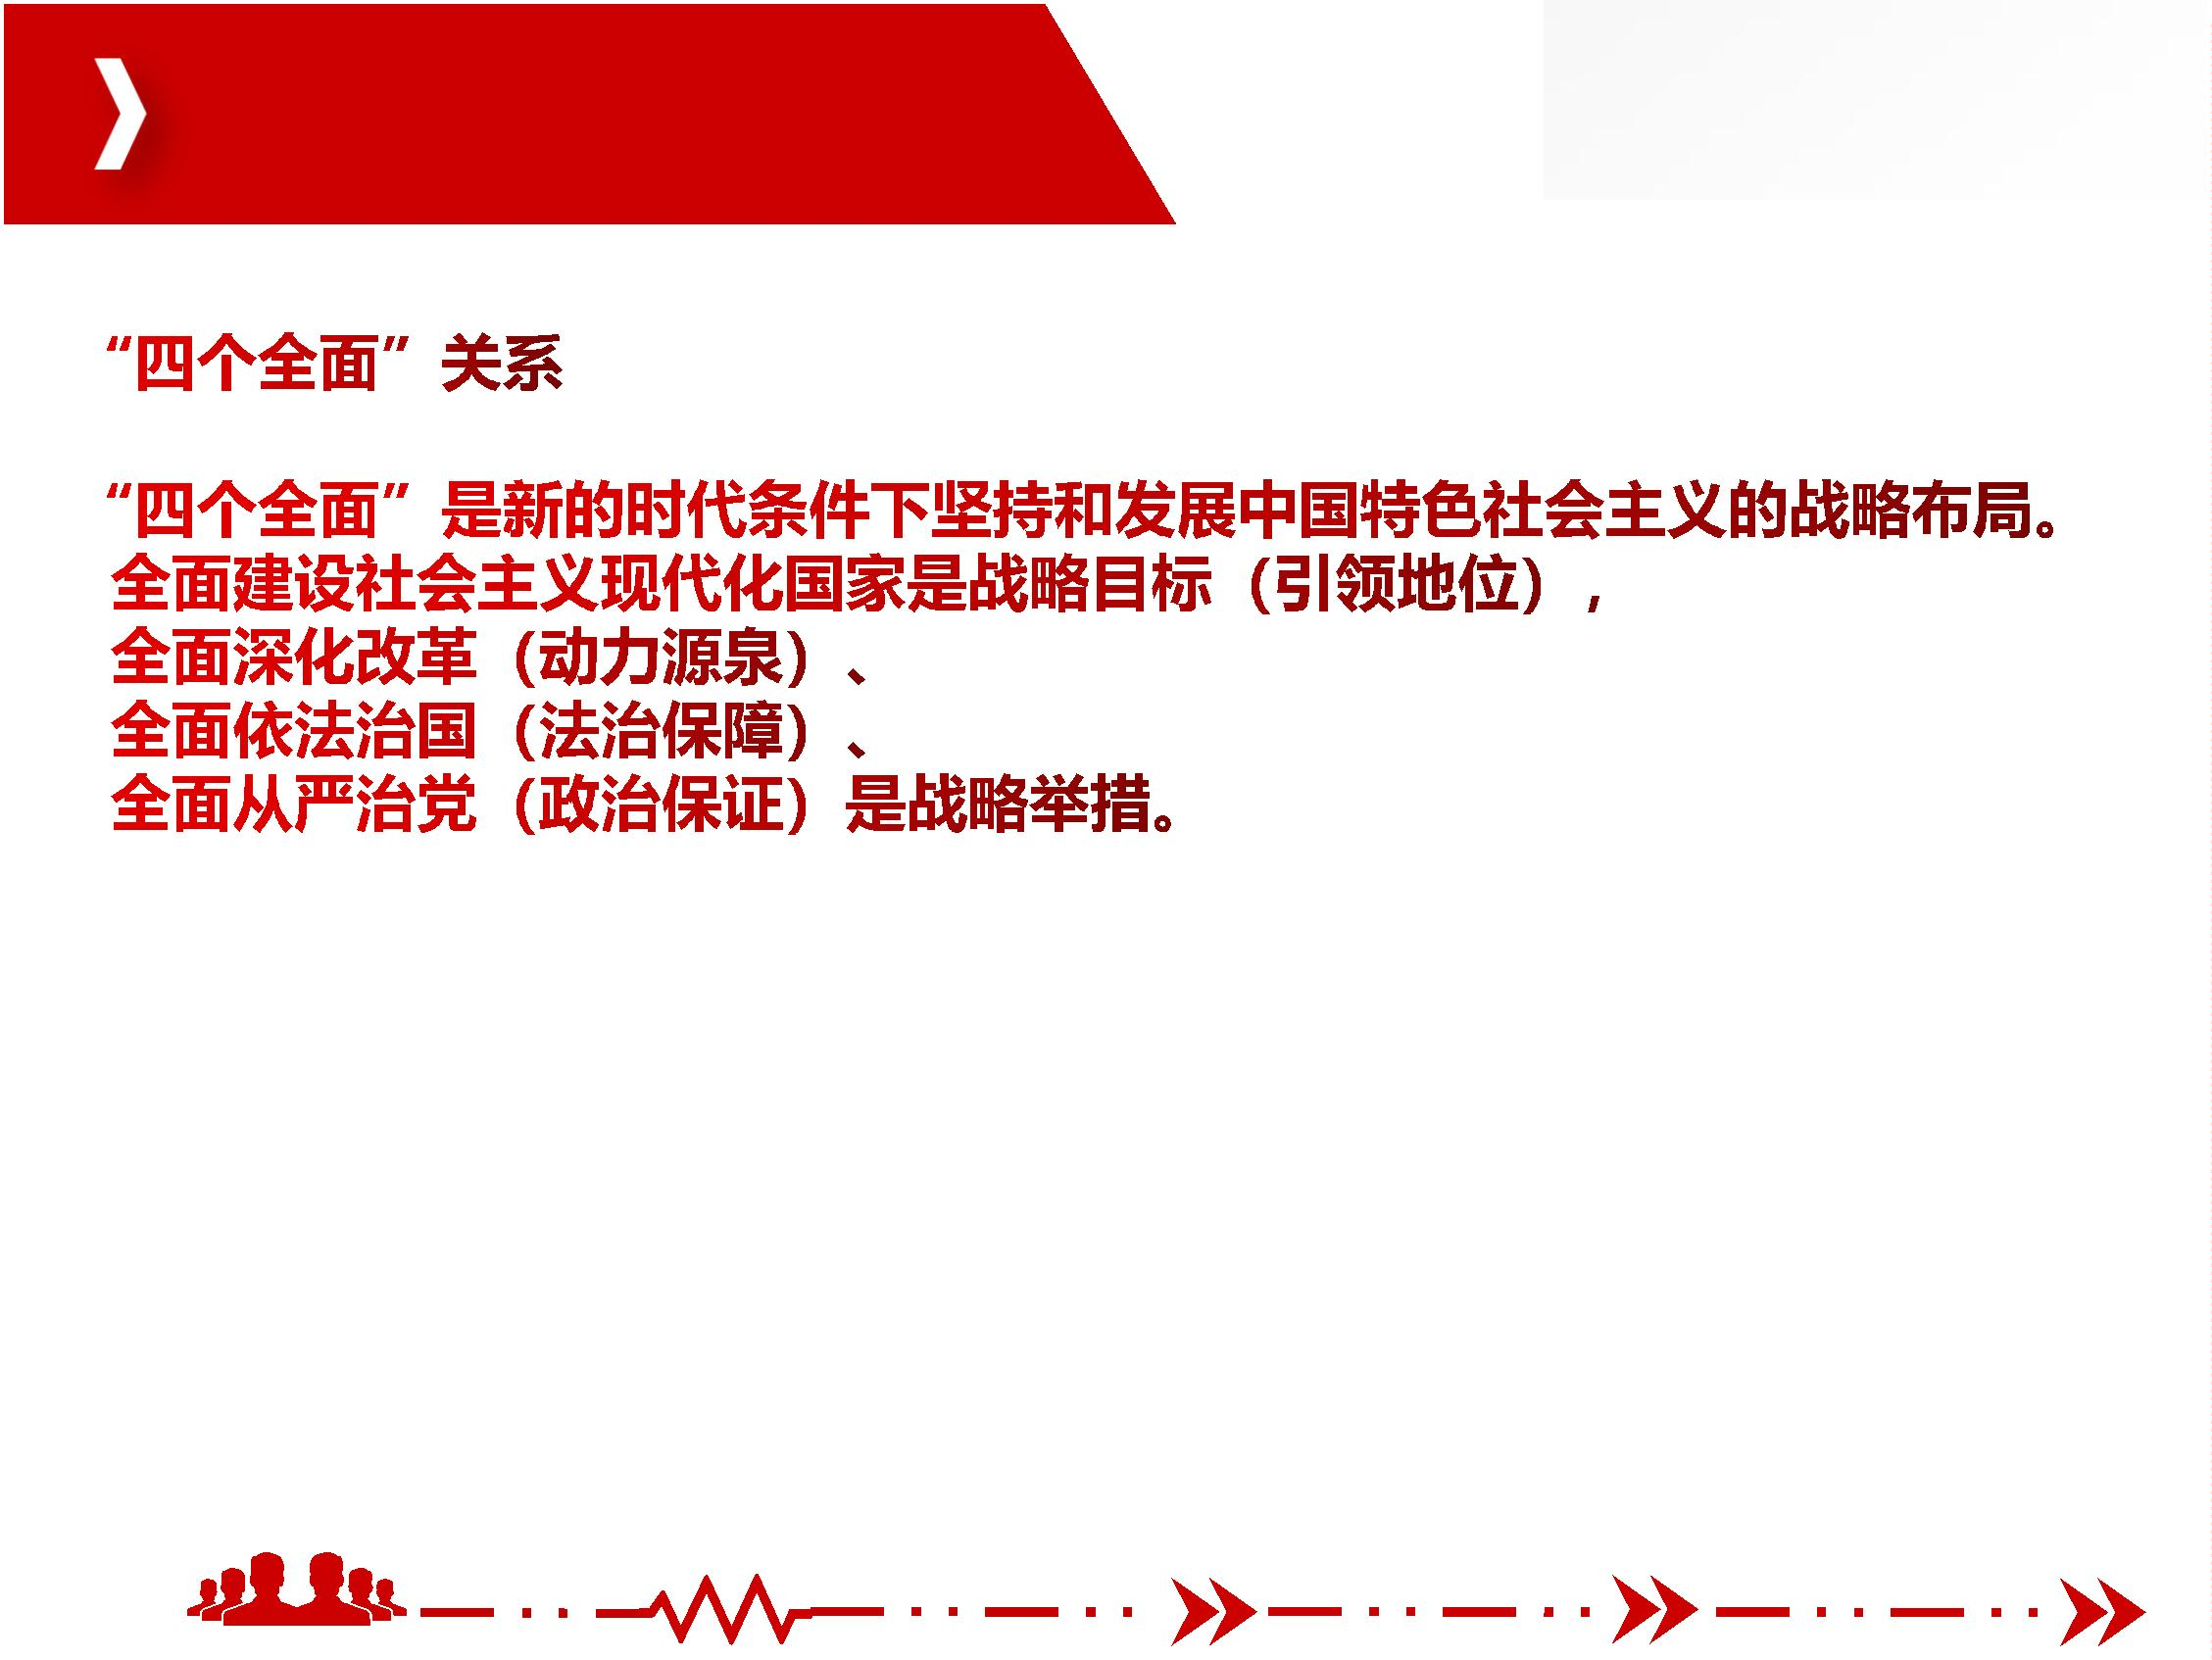 “四个全面”关系
“四个全面”是新的时代条件下坚持和发展中国特色社会主义的战略布局。
全面建设社会主义现代化国家是战略目标（引领地位），
全面深化改革（动力源泉）、
全面依法治国（法治保障）、
全面从严治党（政治保证）是战略举措。